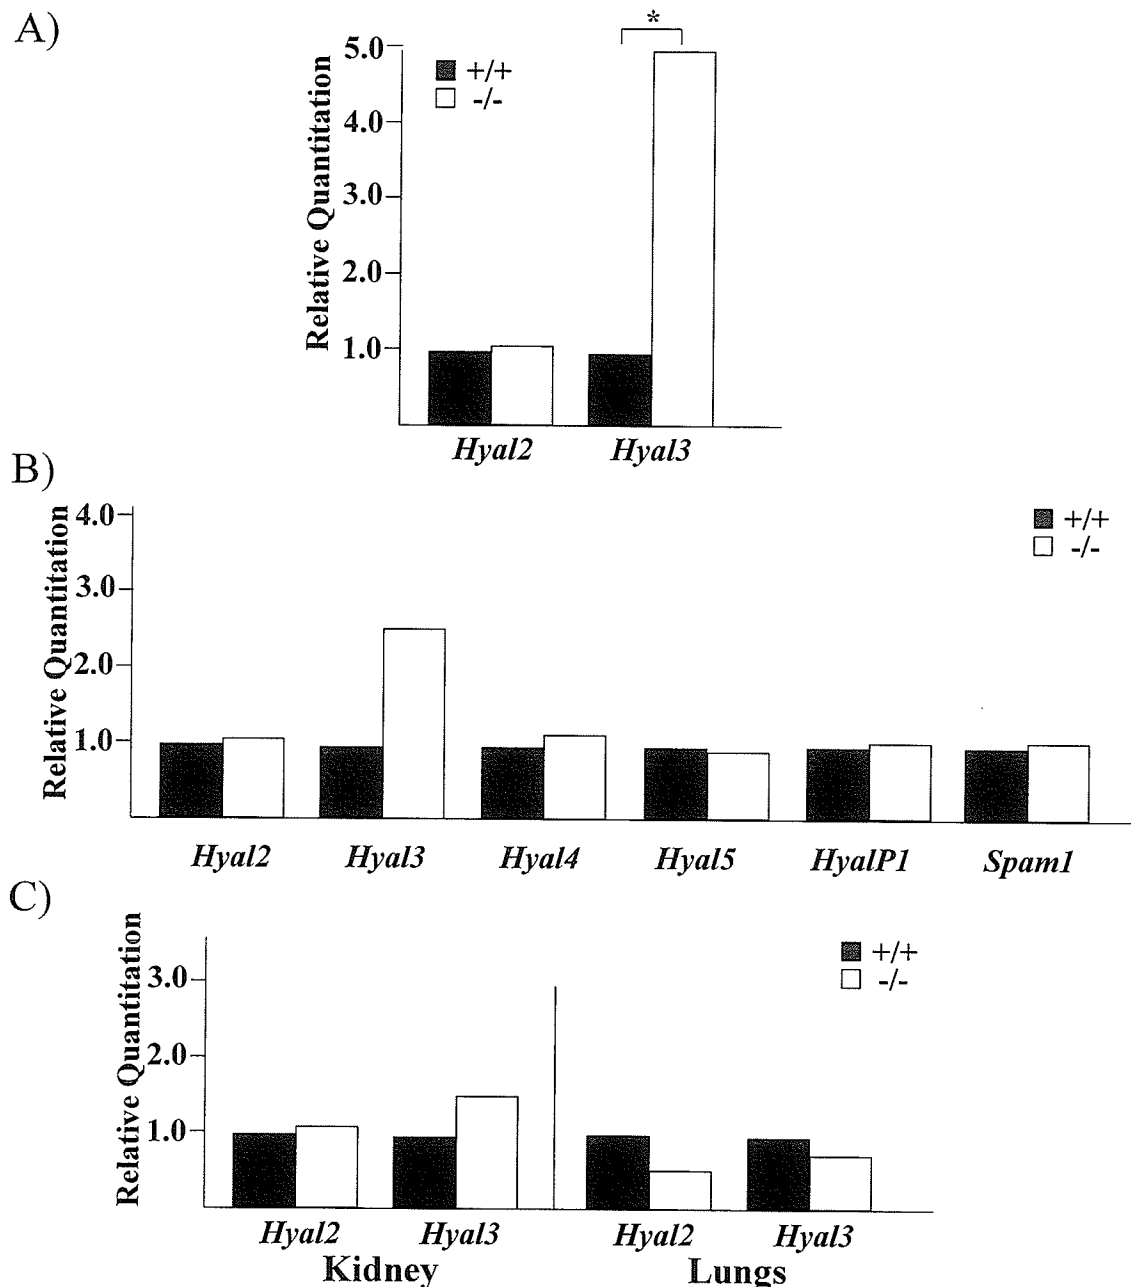 A)
*
Relative Quantitation
5.0
4.0
3.0
2.0
1.0
+/+
-/-
Hyal2 Hyal3
B)
Relative Quantitation
4.0
3.0
2.0
1.0
+/+
-/-
Hyal2 Hyal3 Hyal4 Hyal5 HyalP1 Spam1
C)
Relative Quantitation
3.0
2.0
1.0
+/+
-/-
Hyal2 Hyal3 Hyal2 Hyal3
Kidney Lungs